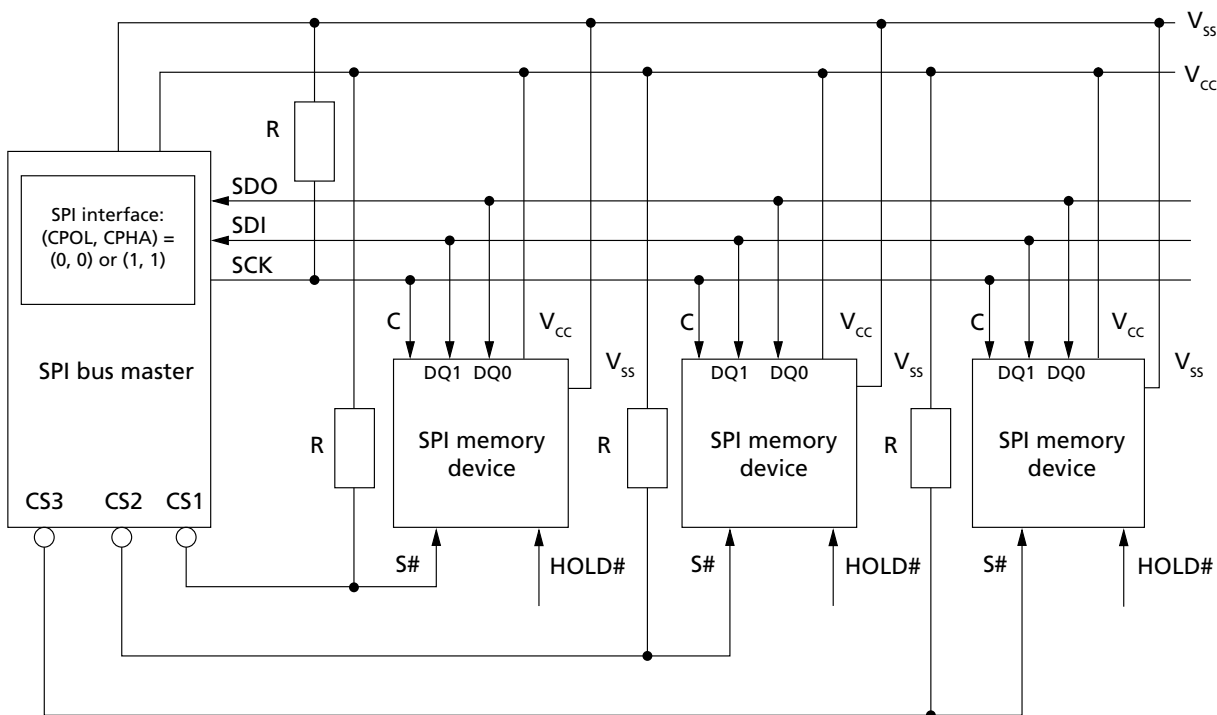 V_SS
V_CC
R
SDO
SPI interface:
(CPOL, CPHA) =
(0, 0) or (1, 1)
SDI
SCK
SPI bus master
CS3 CS2 CS1
C
V_CC
V_SS
DQ1 DQ0
SPI memory
device
R
S#
HOLD#
C
V_CC
V_SS
DQ1 DQ0
SPI memory
device
R
S#
HOLD#
C
V_CC
V_SS
DQ1 DQ0
SPI memory
device
R
S#
HOLD#